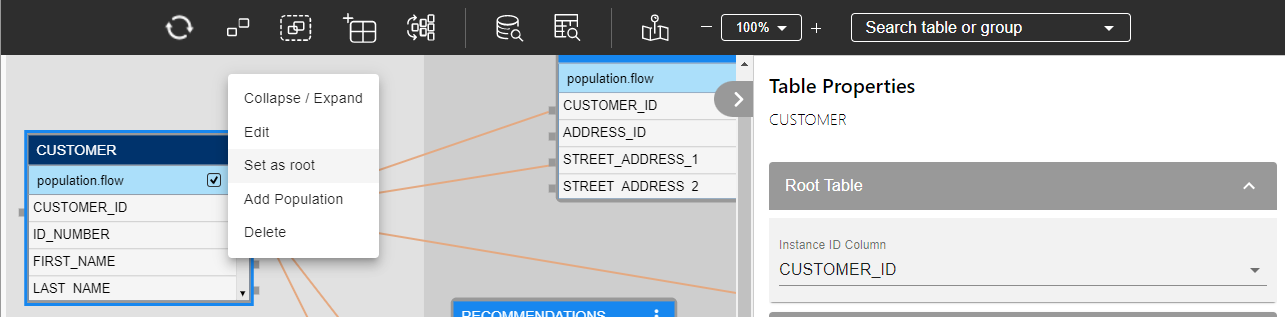 100%
Search table or group
Collapse / Expand
Edit
Set as root
Add Population
Delete
CUSTOMER
population.flow
CUSTOMER_ID
ID_NUMBER
FIRST_NAME
LAST_NAME
population.flow
CUSTOMER_ID
ADDRESS_ID
STREET_ADDRESS_1
STREET_ADDRESS_2
RECOMMENDATIONS
Table Properties
CUSTOMER
Root Table
Instance ID Column
CUSTOMER_ID